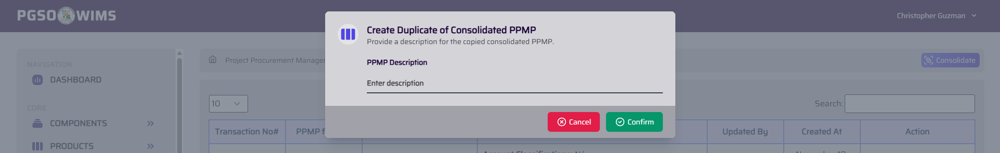 PGSO WIMS
Christopher Guzman
Create Duplicate of Consolidated PPMP
Provide a description for the copied consolidated PPMP.
PPMP Description
Enter description
Cancel
Confirm
NAVIGATION
DASHBOARD
CORE
COMPONENTS
PRODUCTS
Project Procurement
Consolidate
10
Search:
Transaction No#
PPMP
Updated By
Created At
Action